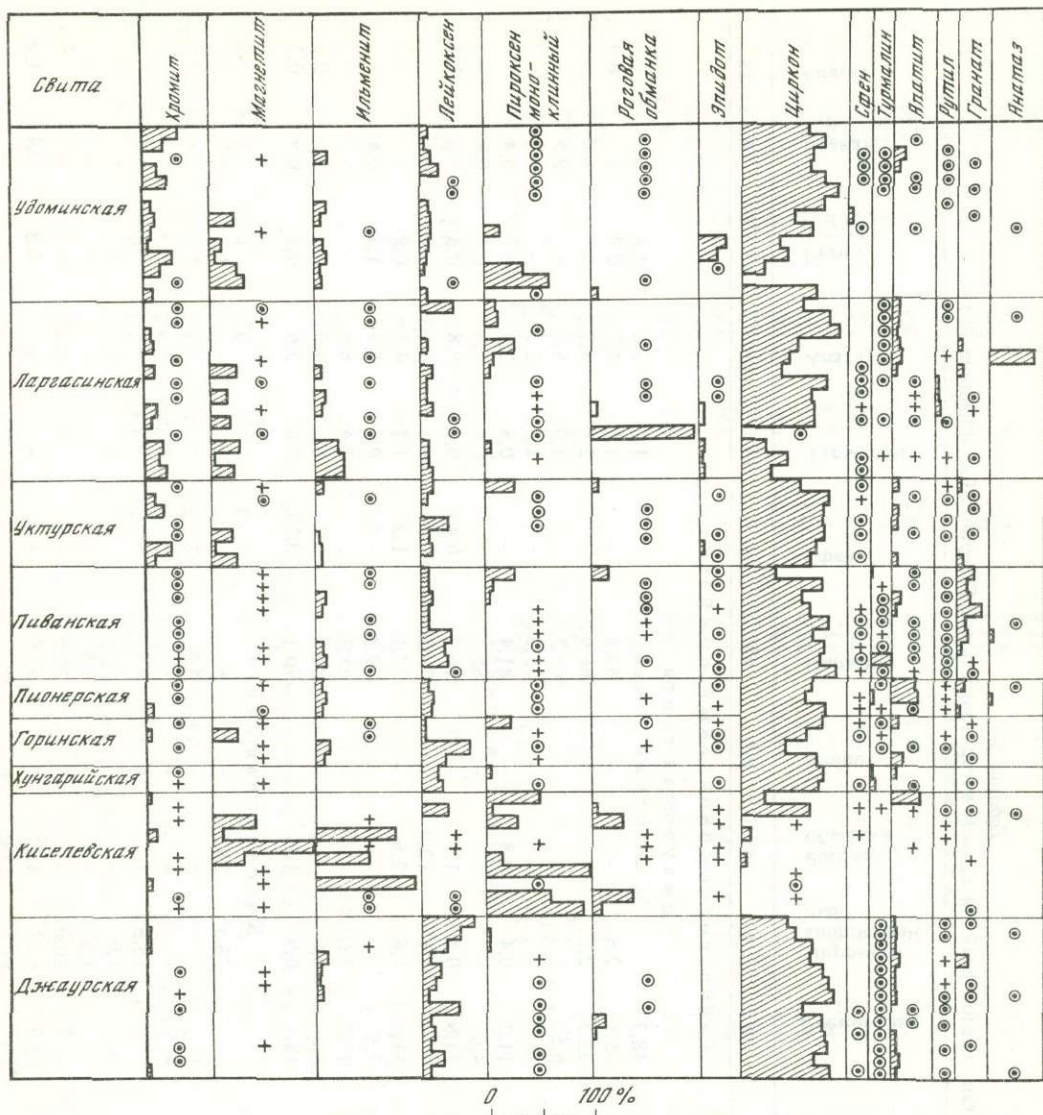 Свита
Хромит
Магнетит
Ильменит
Лейкоксен
Пироксен
моно-
клинный
Роговая
обманка
Эпидот
Циркон
Сфен
Турмалин
Апатит
Рутил
Гранат
Анатаз
Удоминская
Ларгасинская
Уктурская
Пиванская
Пионерская
Горинская
Хунгарийская
Киселевская
Джаурская
0 100 %